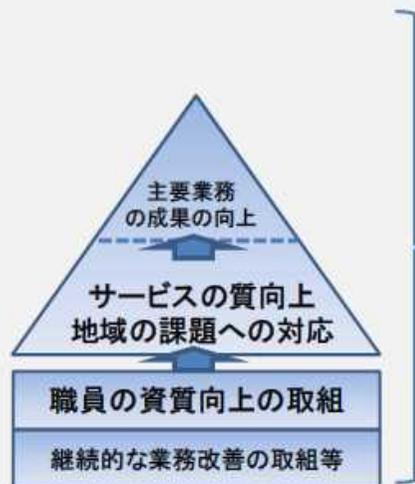 主要業務
の成果の向上
サービスの質向上
地域の課題への対応
職員の資質向上の取組
継続的な業務改善の取組等